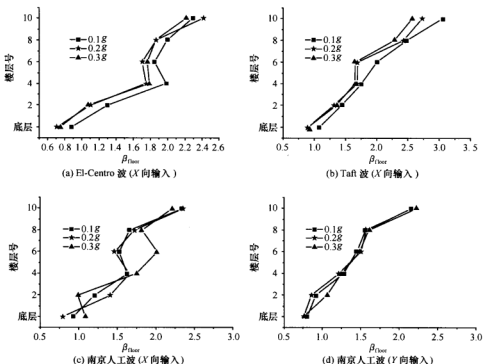 10
8
6
4
2
底层
楼层号
0.1g
0.2g
0.3g
0.6 0.8 1.0 1.2 1.4 1.6 1.8 2.0 2.2 2.4 2.6
βfloor
(a) El-Centro 波 (X 向输入)
10
8
6
4
2
底层
楼层号
0.1g
0.2g
0.3g
0.5 1.0 1.5 2.0 2.5 3.0 3.5
βfloor
(b) Taft 波 (X 向输入)
10
8
6
4
2
底层
楼层号
0.1g
0.2g
0.3g
0.5 1.0 1.5 2.0 2.5 3.0
βfloor
(c) 南京人工波 (X 向输入)
10
8
6
4
2
底层
楼层号
0.1g
0.2g
0.3g
0.5 1.0 1.5 2.0 2.5 3.0
βfloor
(d) 南京人工波 (Y 向输入)